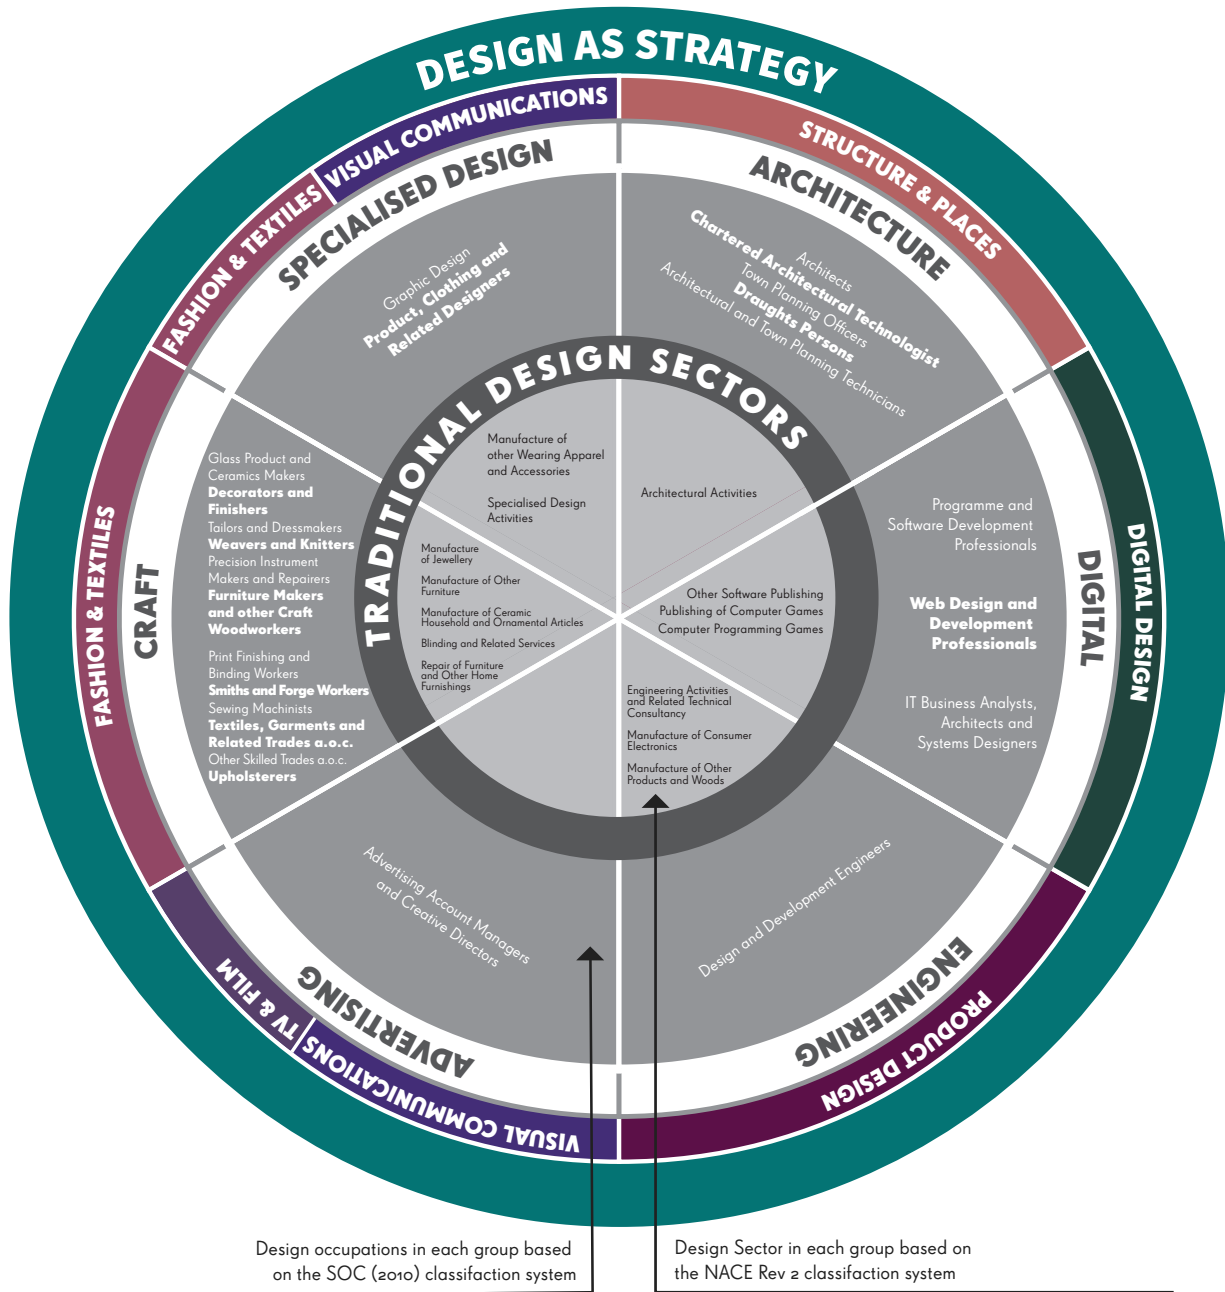 DESIGN AS STRATEGY
VISUAL COMMUNICATIONS
STRUCTURE & PLACES
FASHION & TEXTILES
SPECIALISED DESIGN
ARCHITECTURE
Graphic Design
Product, Clothing and
Related Designers
Architects
Chartered Architectural Technologist
Town Planning Officers
Draughts Persons
Architectural and Town Planning Technicians
TRADITIONAL DESIGN SECTORS
Manufacture of
other Wearing Apparel
and Accessories
Specialised Design
Activities
Architectural Activities
FASHION & TEXTILES
CRAFT
Glass Product and
Ceramics Makers
Decorators and
Finishers
Tailors and Dressmakers
Weavers and Knitters
Precision Instrument
Makers and Repairers
Furniture Makers
and other Craft
Woodworkers
Print Finishing and
Binding Workers
Smiths and Forge Workers
Sewing Machinists
Textiles, Garments and
Related Trades a.o.c.
Other Skilled Trades a.o.c.
Upholsterers
Manufacture
of Jewellery
Manufacture of Other
Furniture
Manufacture of Ceramic
Household and Ornamental Articles
Blinding and Related Services
Repair of Furniture
and Other Home
Furnishings
Other Software Publishing
Publishing of Computer Games
Computer Programming Games
Programme and
Software Development
Professionals
Web Design and
Development
Professionals
IT Business Analysts,
Architects and
Systems Designers
DIGITAL
DIGITAL DESIGN
Engineering Activities
and Related Technical
Consultancy
Manufacture of Consumer
Electronics
Manufacture of Other
Products and Woods
Advertising Account Managers
and Creative Directors
Design and Development Engineers
ADVERTISING
ENGINEERING
TV & FILM
VISUAL COMMUNICATIONS
PRODUCT DESIGN
Design occupations in each group based
on the SOC (2010) classifaction system
Design Sector in each group based on
the NACE Rev 2 classifaction system